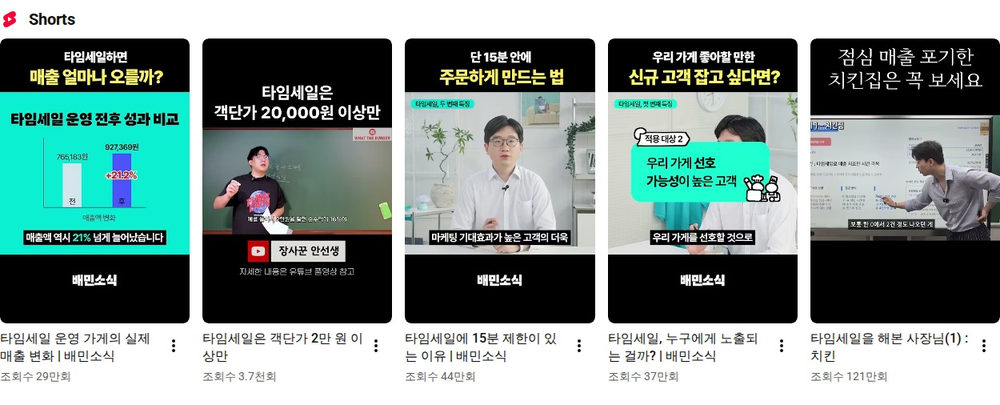 Shorts
타임세일하면
매출 얼마나 오를까?
타임세일 운영 전후 성과 비교
765,183원
927,369원
+21.2%
전
후
매출액 변화
매출액 역시 21% 넘게 늘어났습니다
배민소식
타임세일 운영 가게의 실제
매출 변화 | 배민소식
조회수 29만회
타임세일은
객단가 20,000원 이상만
WHAT THE BURGER
장사꾼 안선생
자세한 내용은 유튜브 풀영상 참고
타임세일은 객단가 2만 원 이
상만
조회수 3.7천회
단 15분 안에
주문하게 만드는 법
타임세일, 두 번째 특징
마케팅 기대효과가 높은 고객의 더욱
배민소식
타임세일에 15분 제한이 있
는 이유 | 배민소식
조회수 44만회
우리 가게 좋아할 만한
신규 고객 잡고 싶다면?
타임세일, 첫 번째 특징
적용 대상 2
우리 가게 선호
가능성이 높은 고객
우리 가게를 선호할 것으로
배민소식
타임세일, 누구에게 노출되
는 걸까? | 배민소식
조회수 37만회
점심 매출 포기한
치킨집은 꼭 보세요
보통 한 0에서 2건 정도 나오던 게
타임세일을 해본 사장님(1) :
치킨
조회수 121만회